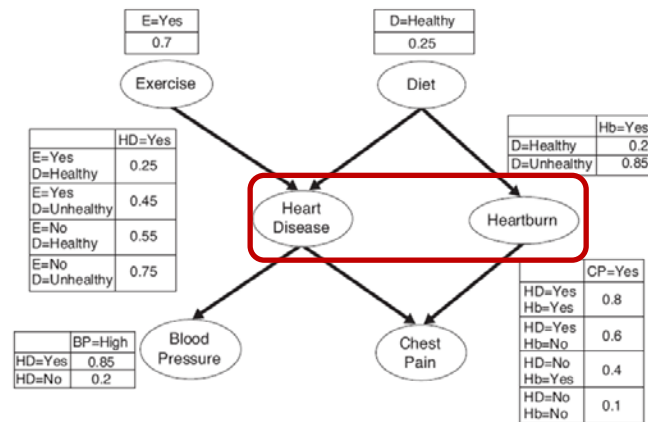 E=Yes
0.7
Exercise
D=Healthy
0.25
Diet
HD=Yes
E=Yes
D=Healthy
0.25
E=Yes
D=Unhealthy
0.45
E=No
D=Healthy
0.55
E=No
D=Unhealthy
0.75
Hb=Yes
D=Healthy 0.2
D=Unhealthy 0.85
Heart
Disease
Heartburn
BP=High
HD=Yes 0.85
HD=No 0.2
Blood
Pressure
Chest
Pain
CP=Yes
HD=Yes
Hb=Yes
0.8
HD=Yes
Hb=No
0.6
HD=No
Hb=Yes
0.4
HD=No
Hb=No
0.1